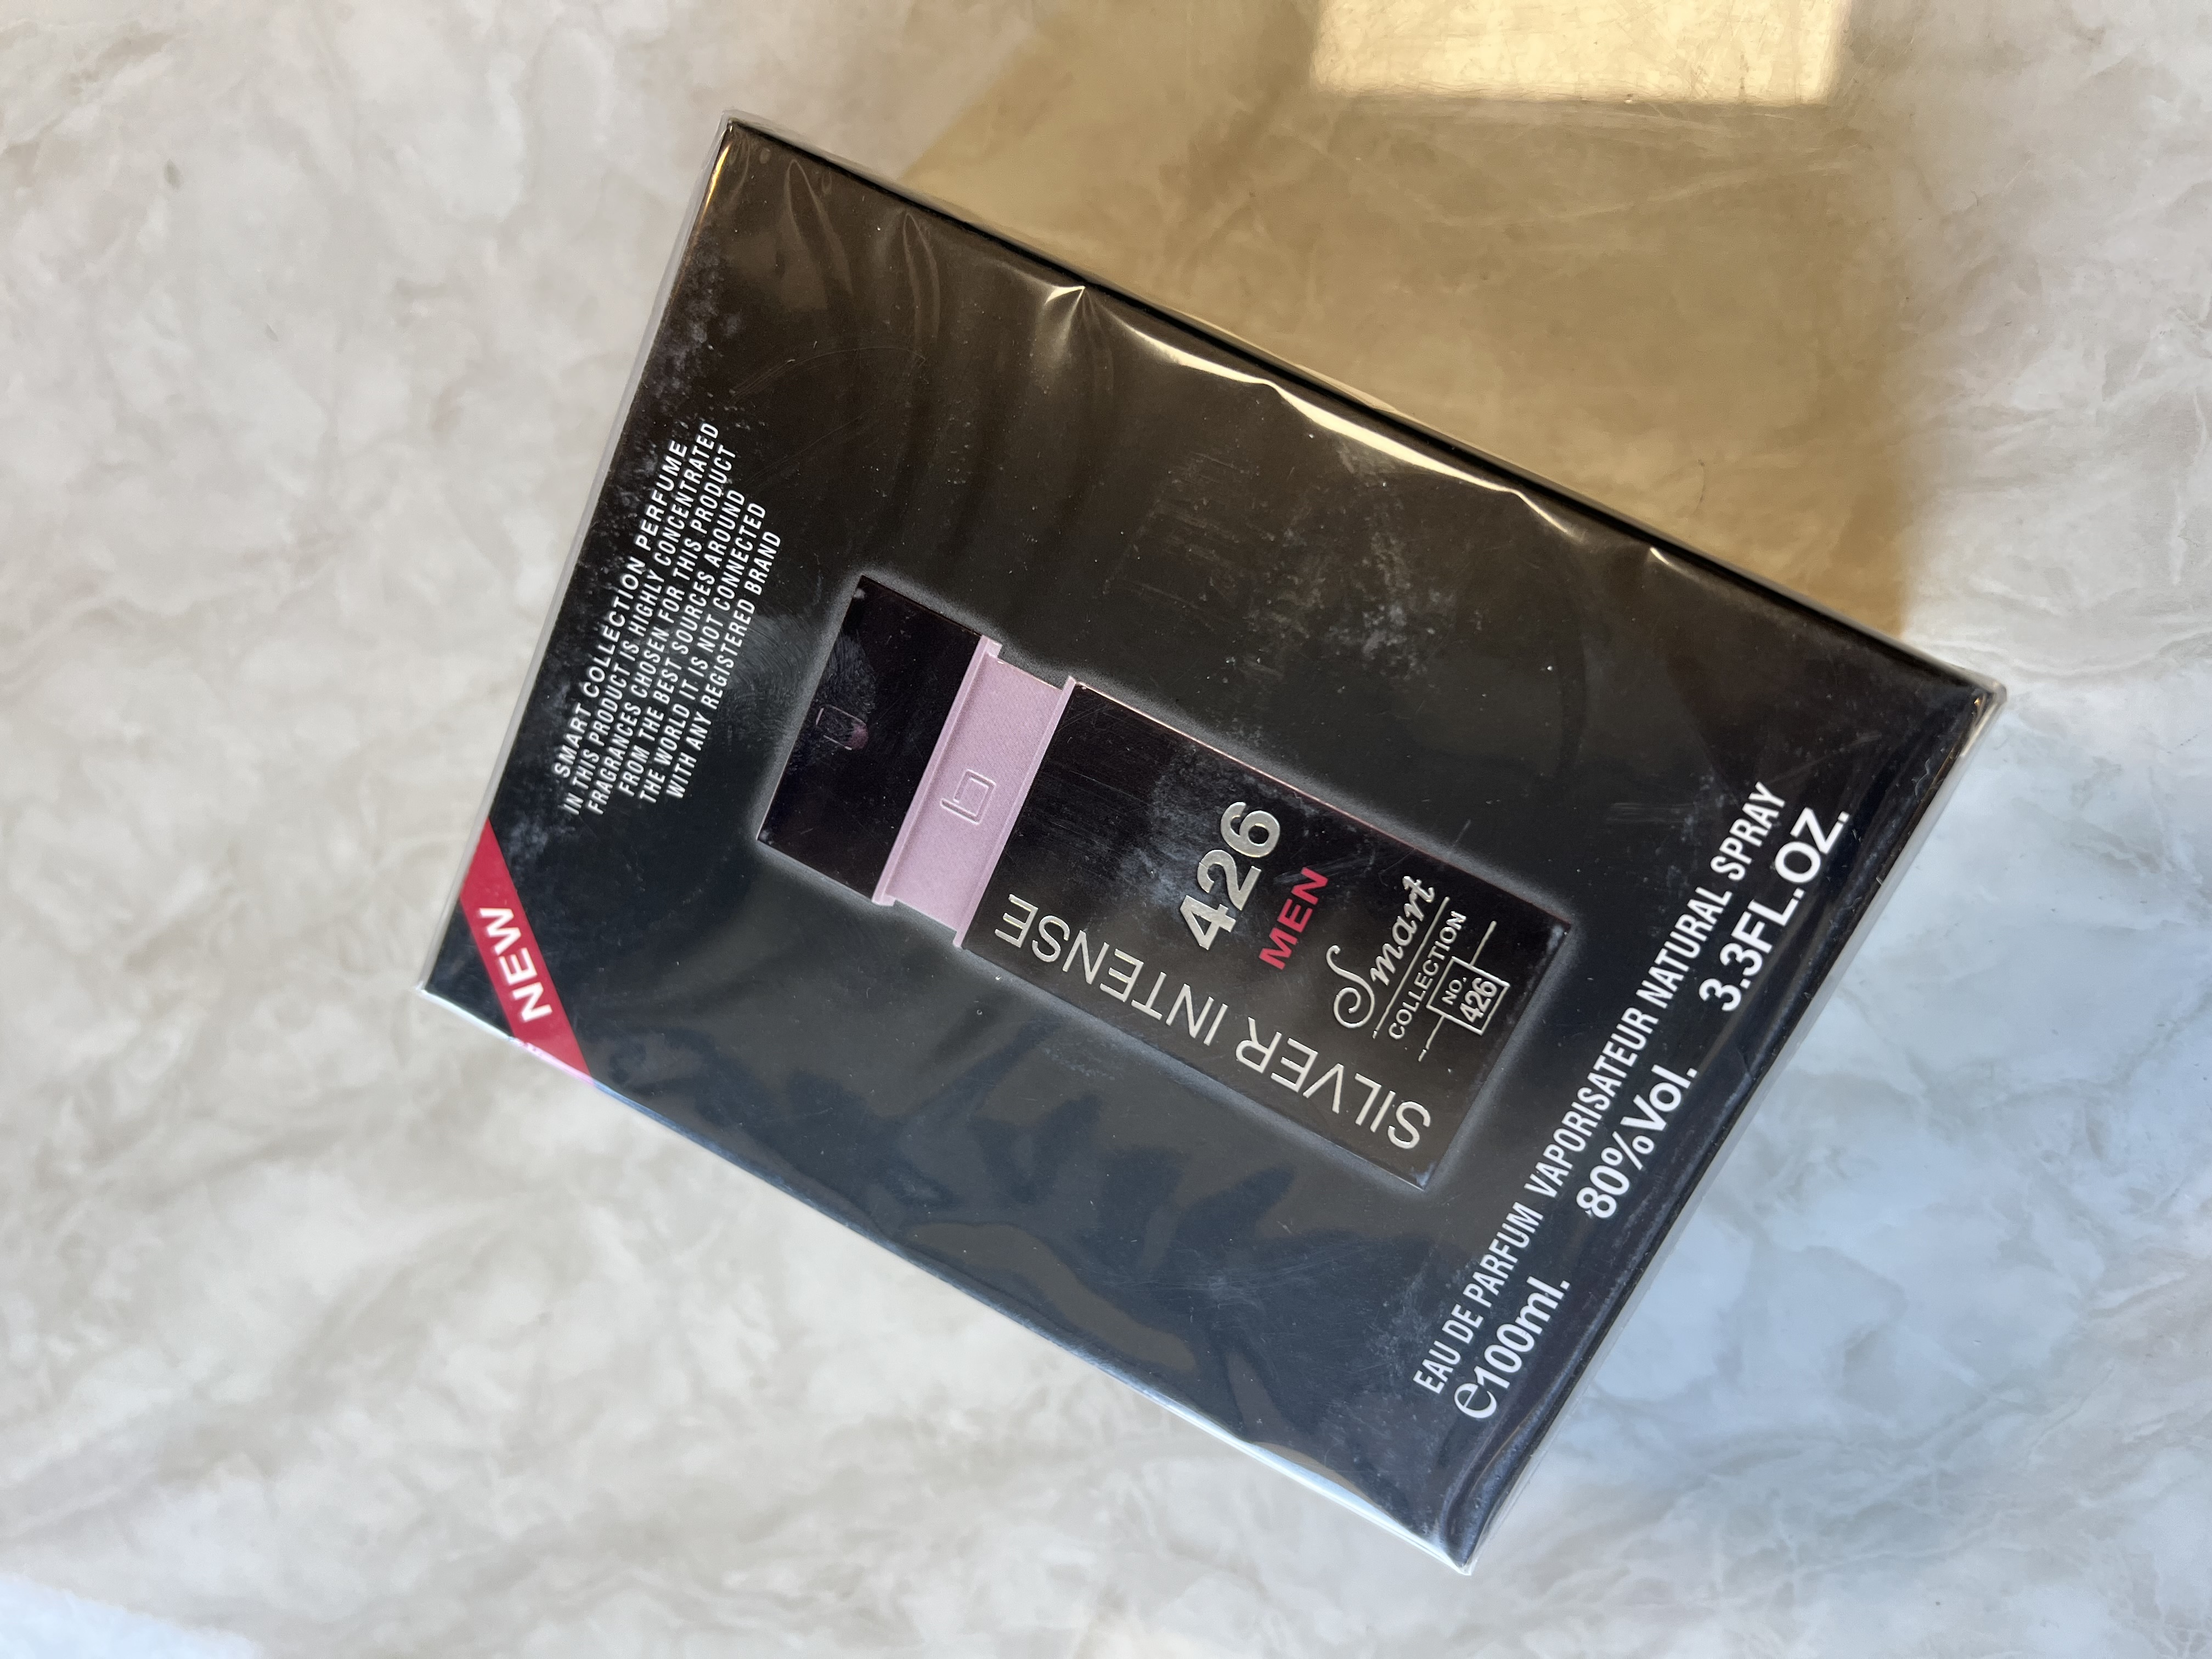 NEW
SMART COLLECTION PERFUME
IN THIS PRODUCT IS HIGHLY CONCENTRATED
FRAGRANCES CHOSEN FOR THIS PRODUCT
FROM THE BEST SOURCES AROUND
THE WORLD IT IS NOT CONNECTED
WITH ANY REGISTERED BRAND
SILVER INTENSE
426
MEN
Smart
COLLECTION
NO.
426
EAU DE PARFUM VAPORISATEUR NATURAL SPRAY
e100ml. 80%Vol. 3.3FL.OZ.